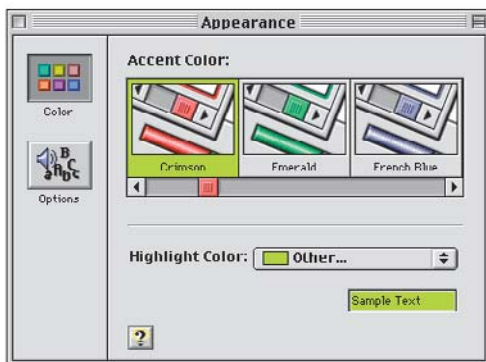 Appearance
Color
Options
Accent Color:
Crimson
Emerald
French Blue
Highlight Color:
Other...
Sample Text
?